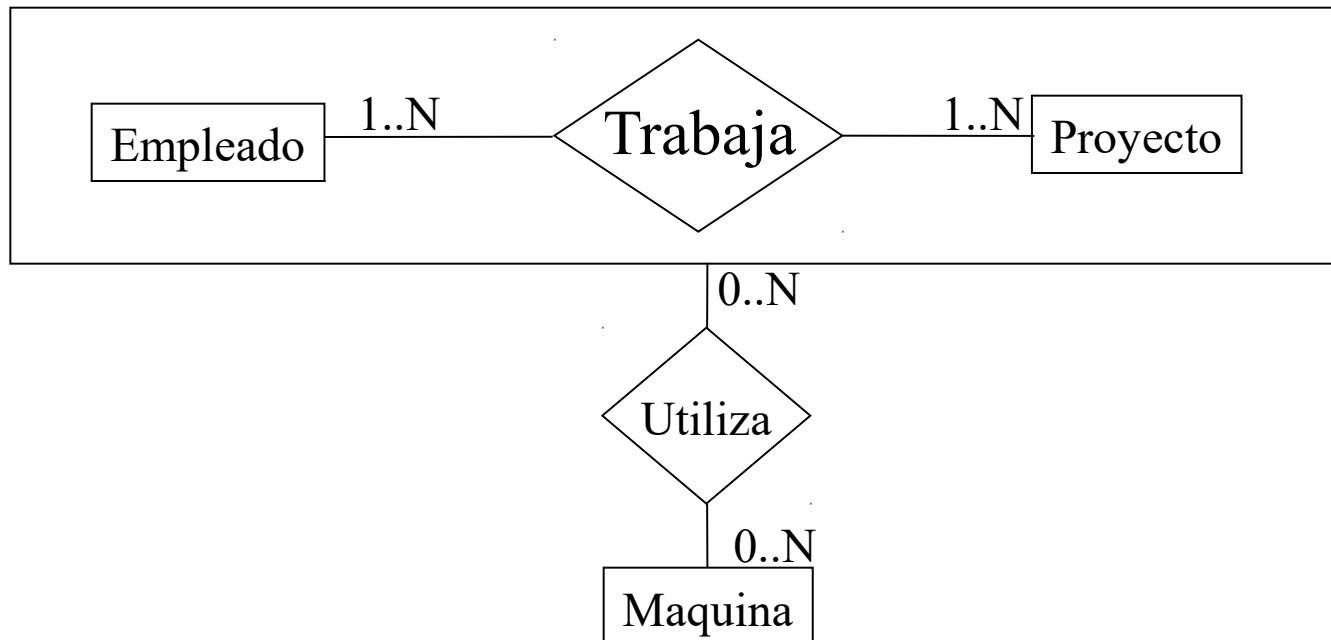 1..N
1..N
Empleado
Trabaja
Proyecto
0..N
Utiliza
0..N
Maquina